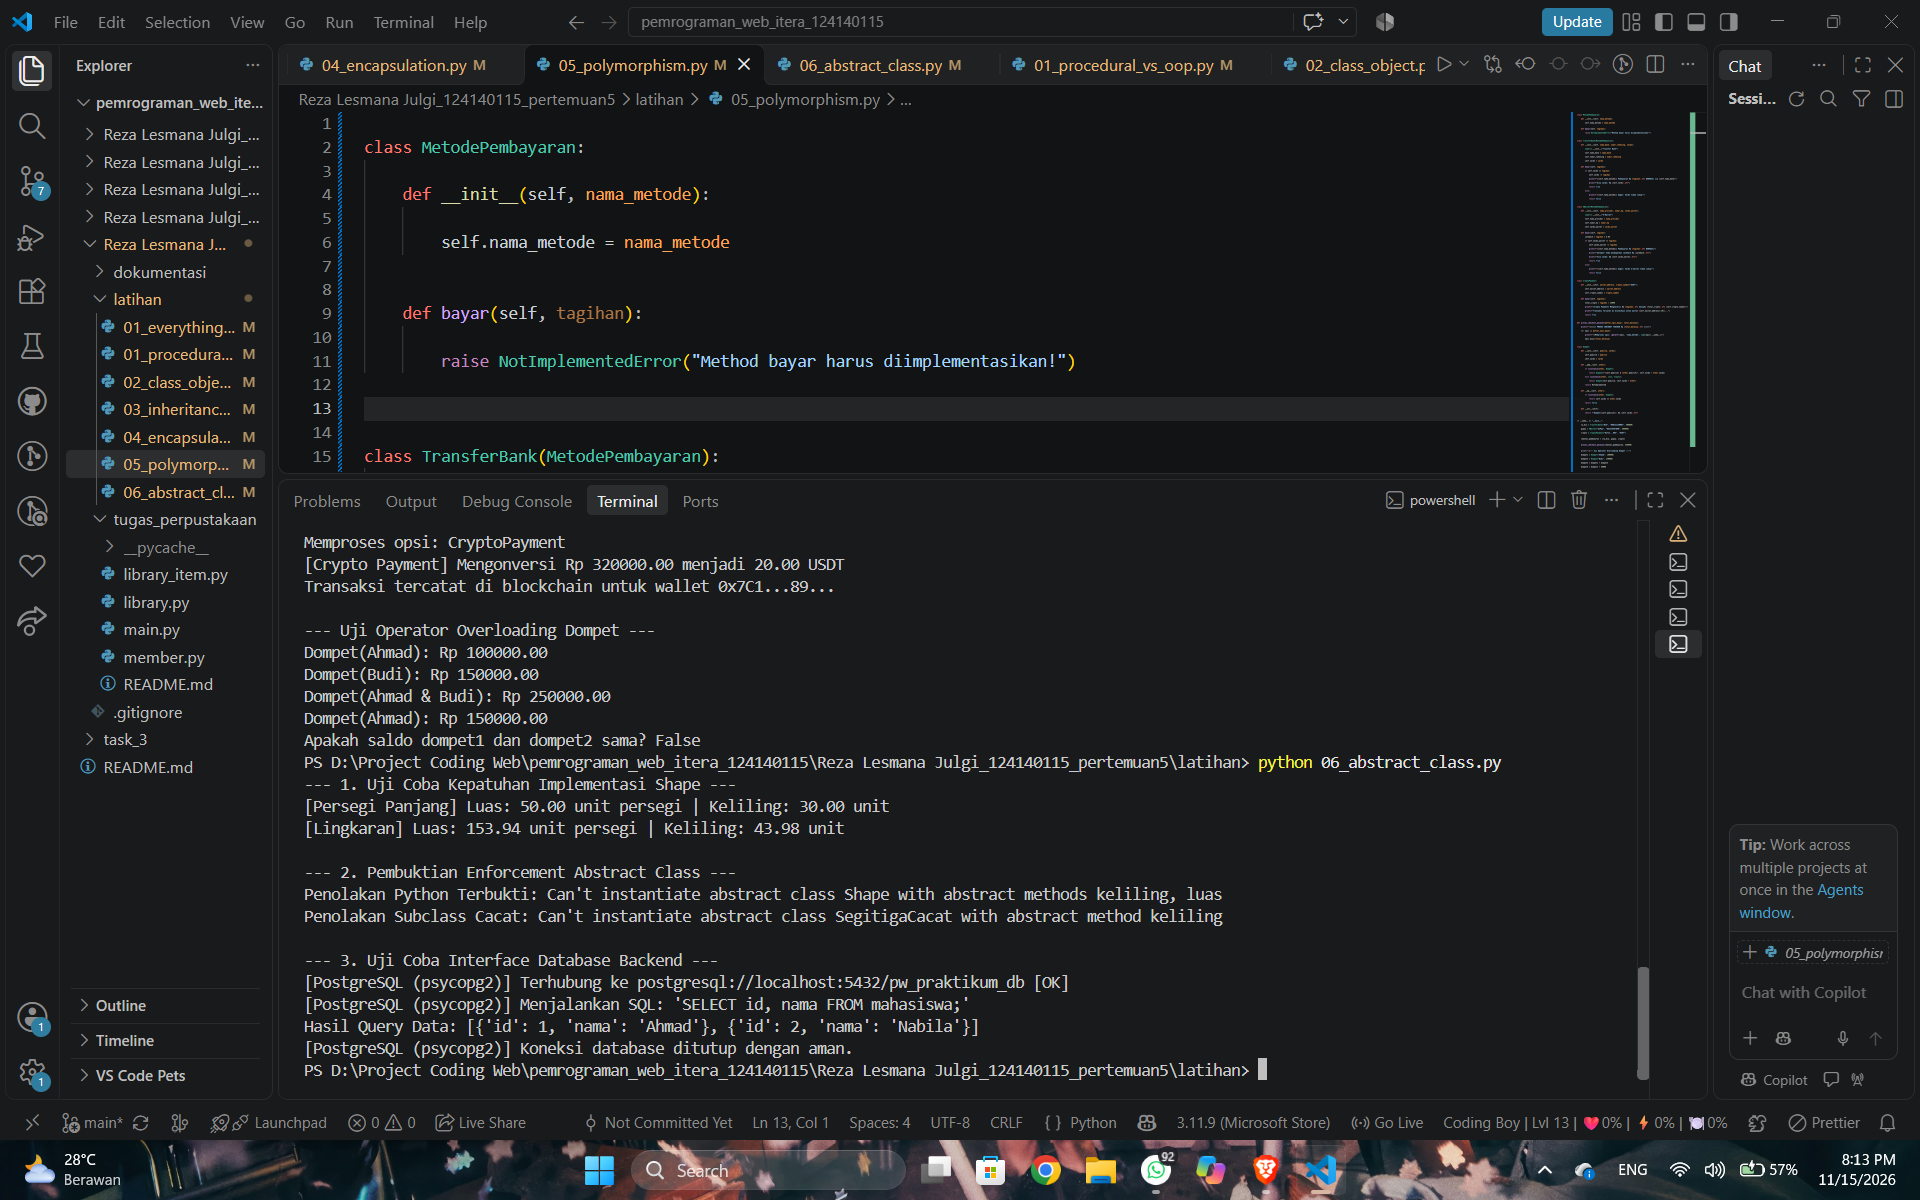 File Edit Selection View Go Run Terminal Help
pemrograman_web_itera_124140115
Update
Explorer
pemrograman_web_ite...
Reza Lesmana Julgi_...
Reza Lesmana Julgi_...
Reza Lesmana Julgi_...
Reza Lesmana Julgi_...
Reza Lesmana J...
dokumentasi
latihan
01_everything... M
01_procedura... M
02_class_obje... M
03_inheritanc... M
04_encapsula... M
05_polymorp... M
06_abstract_cl... M
tugas_perpustakaan
__pycache__
library_item.py
library.py
main.py
member.py
README.md
.gitignore
task_3
README.md
Outline
Timeline
VS Code Pets
7
1
1
04_encapsulation.py M
05_polymorphism.py M
06_abstract_class.py M
01_procedural_vs_oop.py M
02_class_object.p
Reza Lesmana Julgi_124140115_pertemuan5 > latihan > 05_polymorphism.py > ...
1
2 class MetodePembayaran:
3
4 def __init__(self, nama_metode):
5
6 self.nama_metode = nama_metode
7
8
9 def bayar(self, tagihan):
10
11 raise NotImplementedError("Method bayar harus diimplementasikan!")
12
13
14
15 class TransferBank(MetodePembayaran):
Problems Output Debug Console Terminal Ports
powershell
Memproses opsi: CryptoPayment
[Crypto Payment] Mengonversi Rp 320000.00 menjadi 20.00 USDT
Transaksi tercatat di blockchain untuk wallet 0x7C1...89...
--- Uji Operator Overloading Dompet ---
Dompet(Ahmad): Rp 100000.00
Dompet(Budi): Rp 150000.00
Dompet(Ahmad & Budi): Rp 250000.00
Dompet(Ahmad): Rp 150000.00
Apakah saldo dompet1 dan dompet2 sama? False
PS D:\Project Coding Web\pemrograman_web_itera_124140115\Reza Lesmana Julgi_124140115_pertemuan5\latihan> python 06_abstract_class.py
--- 1. Uji Coba Kepatuhan Implementasi Shape ---
[Persegi Panjang] Luas: 50.00 unit persegi | Keliling: 30.00 unit
[Lingkaran] Luas: 153.94 unit persegi | Keliling: 43.98 unit
--- 2. Pembuktian Enforcement Abstract Class ---
Penolakan Python Terbukti: Can't instantiate abstract class Shape with abstract methods keliling, luas
Penolakan Subclass Cacat: Can't instantiate abstract class SegitigaCacat with abstract method keliling
--- 3. Uji Coba Interface Database Backend ---
[PostgreSQL (psycopg2)] Terhubung ke postgresql://localhost:5432/pw_praktikum_db [OK]
[PostgreSQL (psycopg2)] Menjalankan SQL: 'SELECT id, nama FROM mahasiswa;'
Hasil Query Data: [{'id': 1, 'nama': 'Ahmad'}, {'id': 2, 'nama': 'Nabila'}]
[PostgreSQL (psycopg2)] Koneksi database ditutup dengan aman.
PS D:\Project Coding Web\pemrograman_web_itera_124140115\Reza Lesmana Julgi_124140115_pertemuan5\latihan>
Chat
Sessi...
Tip: Work across
multiple projects at
once in the Agents
window.
05_polymorphisr
Chat with Copilot
Copilot
main* Launchpad 0 0 Live Share Not Committed Yet Ln 13, Col 1 Spaces: 4 UTF-8 CRLF { } Python 3.11.9 (Microsoft Store) Go Live Coding Boy | Lvl 13 | 0% | 0% | 0% Prettier
28°C
Berawan
Search
92
ENG
57%
8:13 PM
11/15/2026